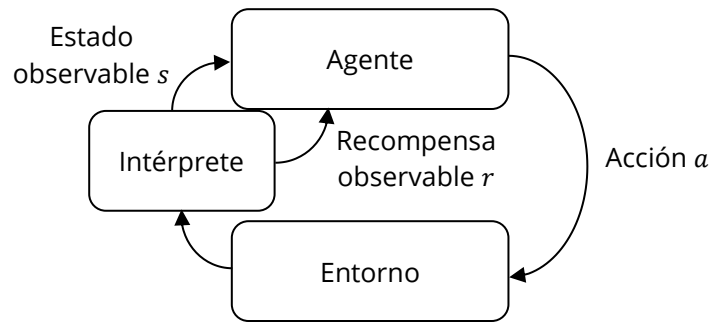 Estado
observable s
Agente
Intérprete
Recompensa
observable r
Acción a
Entorno